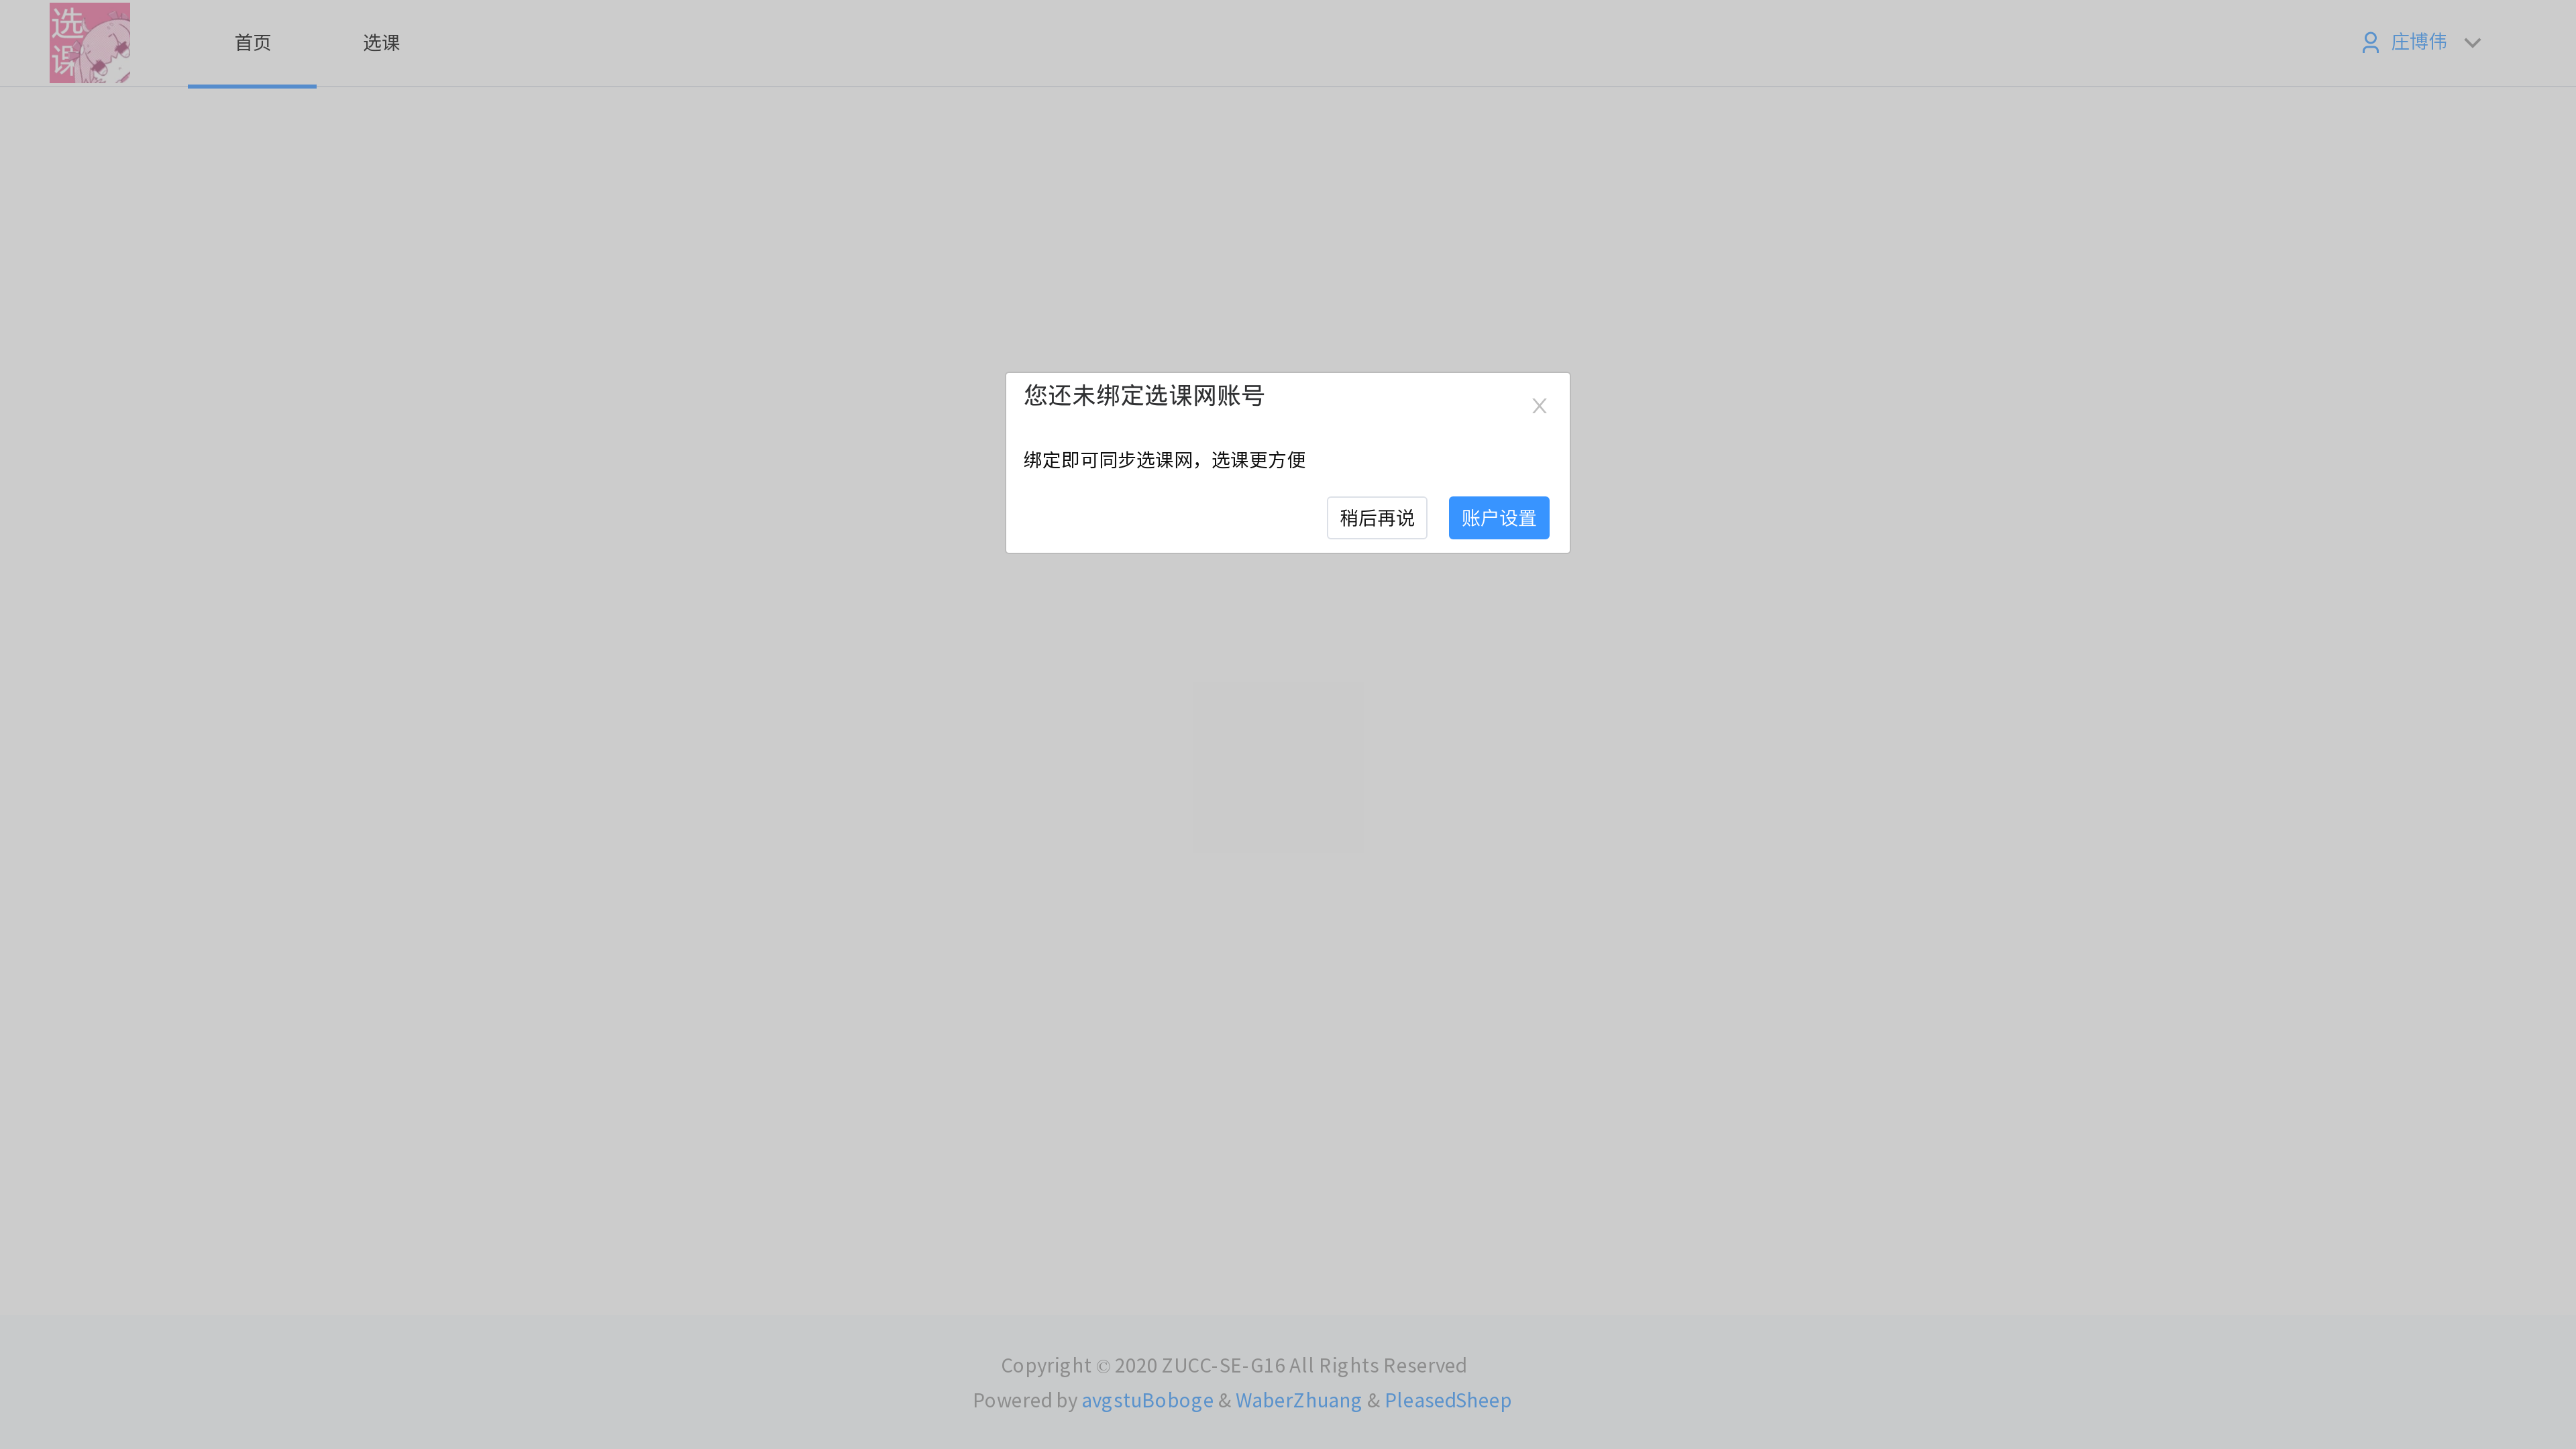 选
课
首页
选课
庄博伟
您还未绑定选课网账号
绑定即可同步选课网，选课更方便
稍后再说
账户设置
Copyright © 2020 ZUCC-SE-G16 All Rights Reserved
Powered by avgstuBoboge & WaberZhuang & PleasedSheep